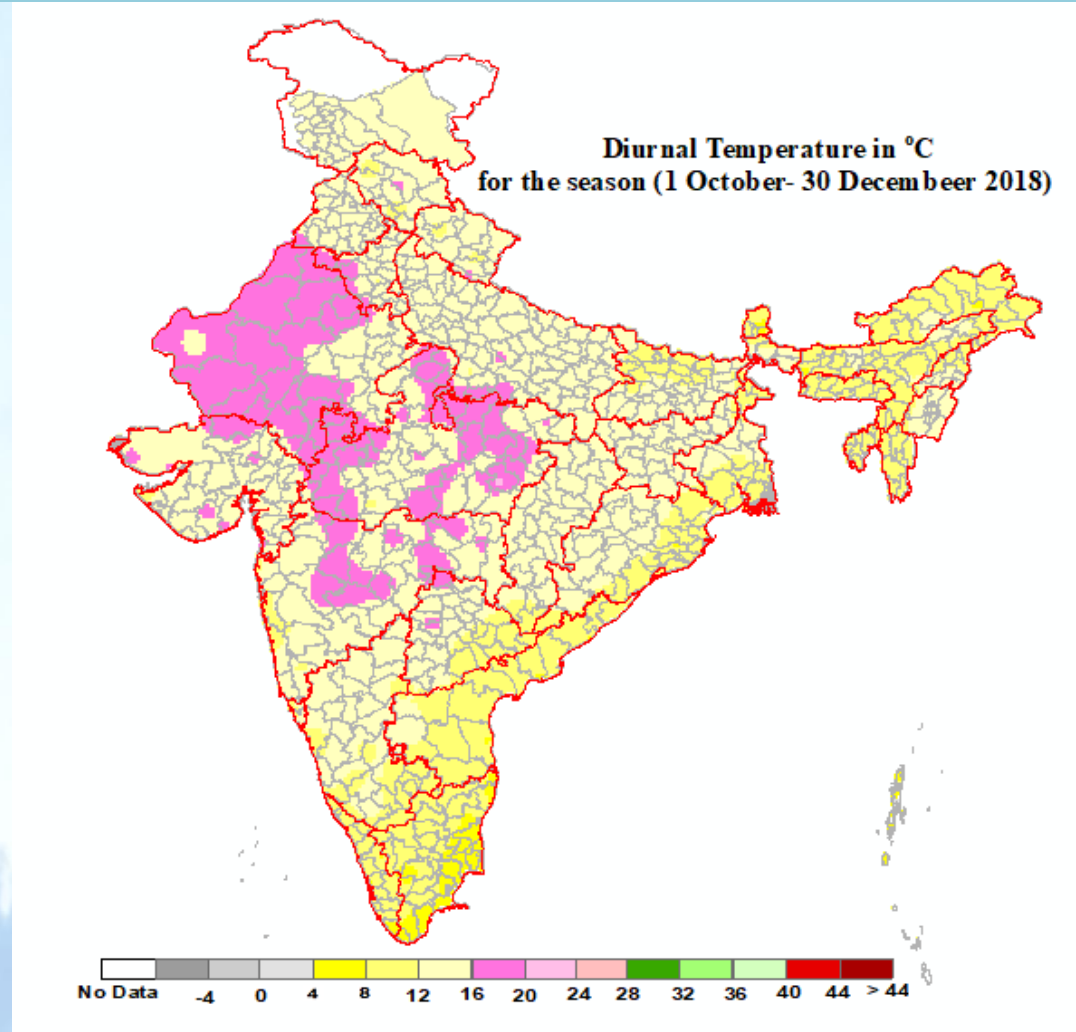 Diurnal Temperature in °C
for the season (1 October- 30 Decembeer 2018)
No Data -4 0 4 8 12 16 20 24 28 32 36 40 44 > 44